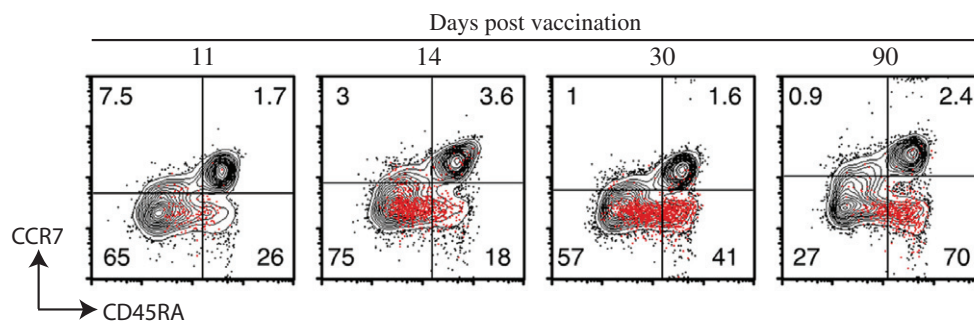 Days post vaccination
11 14 30 90
7.5 1.7 3 3.6 1 1.6 0.9 2.4
CCR7
65 26 75 18 57 41 27 70
CD45RA